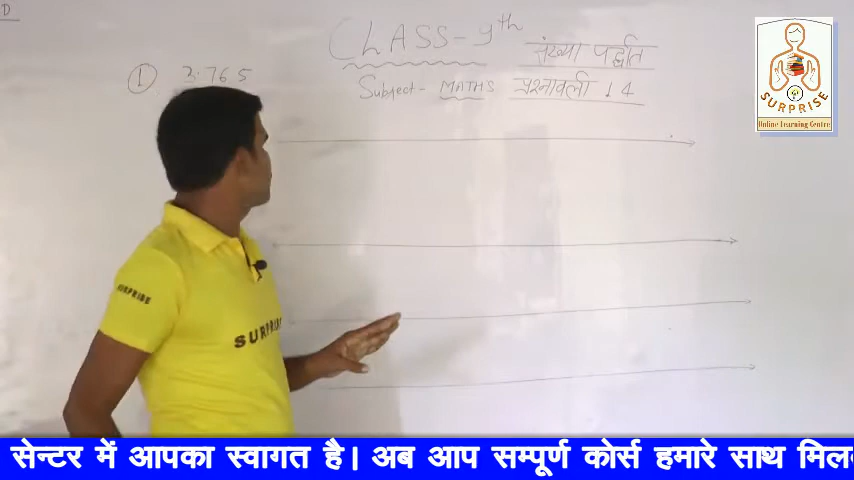 D
CLASS-9th
संख्या पद्धति
① 3.765
Subject- MATHS प्रश्नावली 1.4
SURPRISE
Online Learning Centre
SURPRISE
SURPRISE
सेन्टर में आपका स्वागत है। अब आप सम्पूर्ण कोर्स हमारे साथ